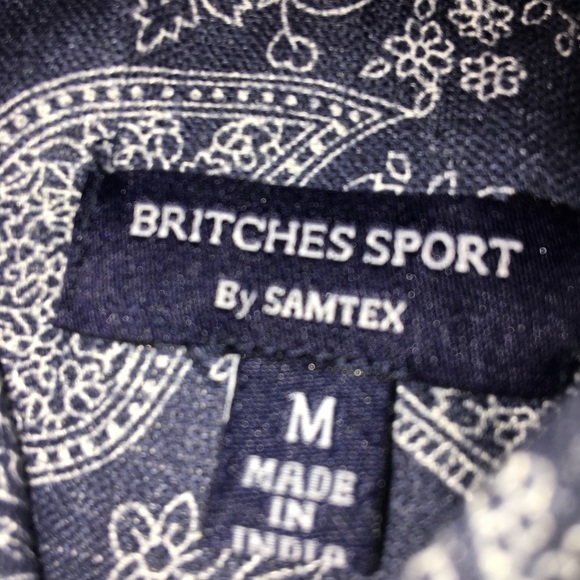 BRITCHES SPORT
By SAMTEX
M
MADE
IN
INDIA